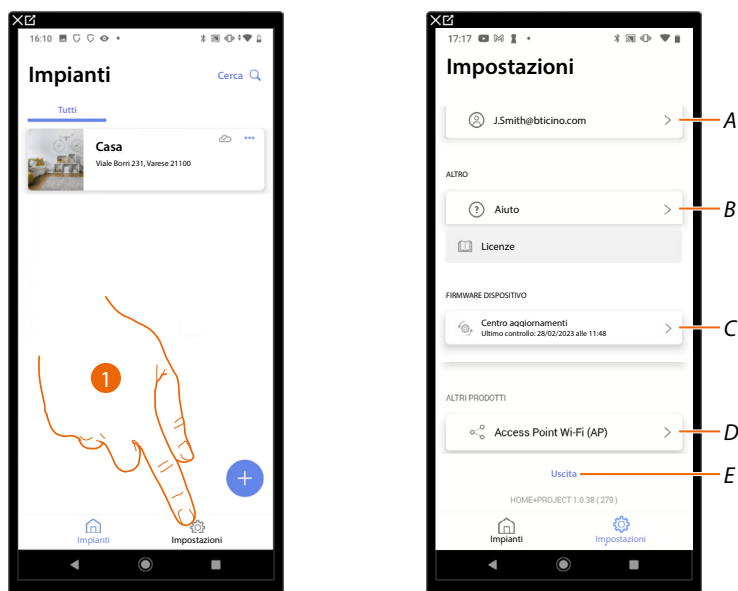 16:10
Impianti
Cerca
Tutti
Casa
Viale Borri 231, Varese 21100
1
Impianti
Impostazioni
17:17
Impostazioni
J.Smith@bticino.com
A
ALTRO
Aiuto
B
Licenze
FIRMWARE DISPOSITIVO
Centro aggiornamenti
Ultimo controllo: 28/02/2023 alle 11:48
C
ALTRI PRODOTTI
Access Point Wi-Fi (AP)
D
Uscita
E
HOME+PROJECT 1.0.38 ( 279 )
Impianti
Impostazioni